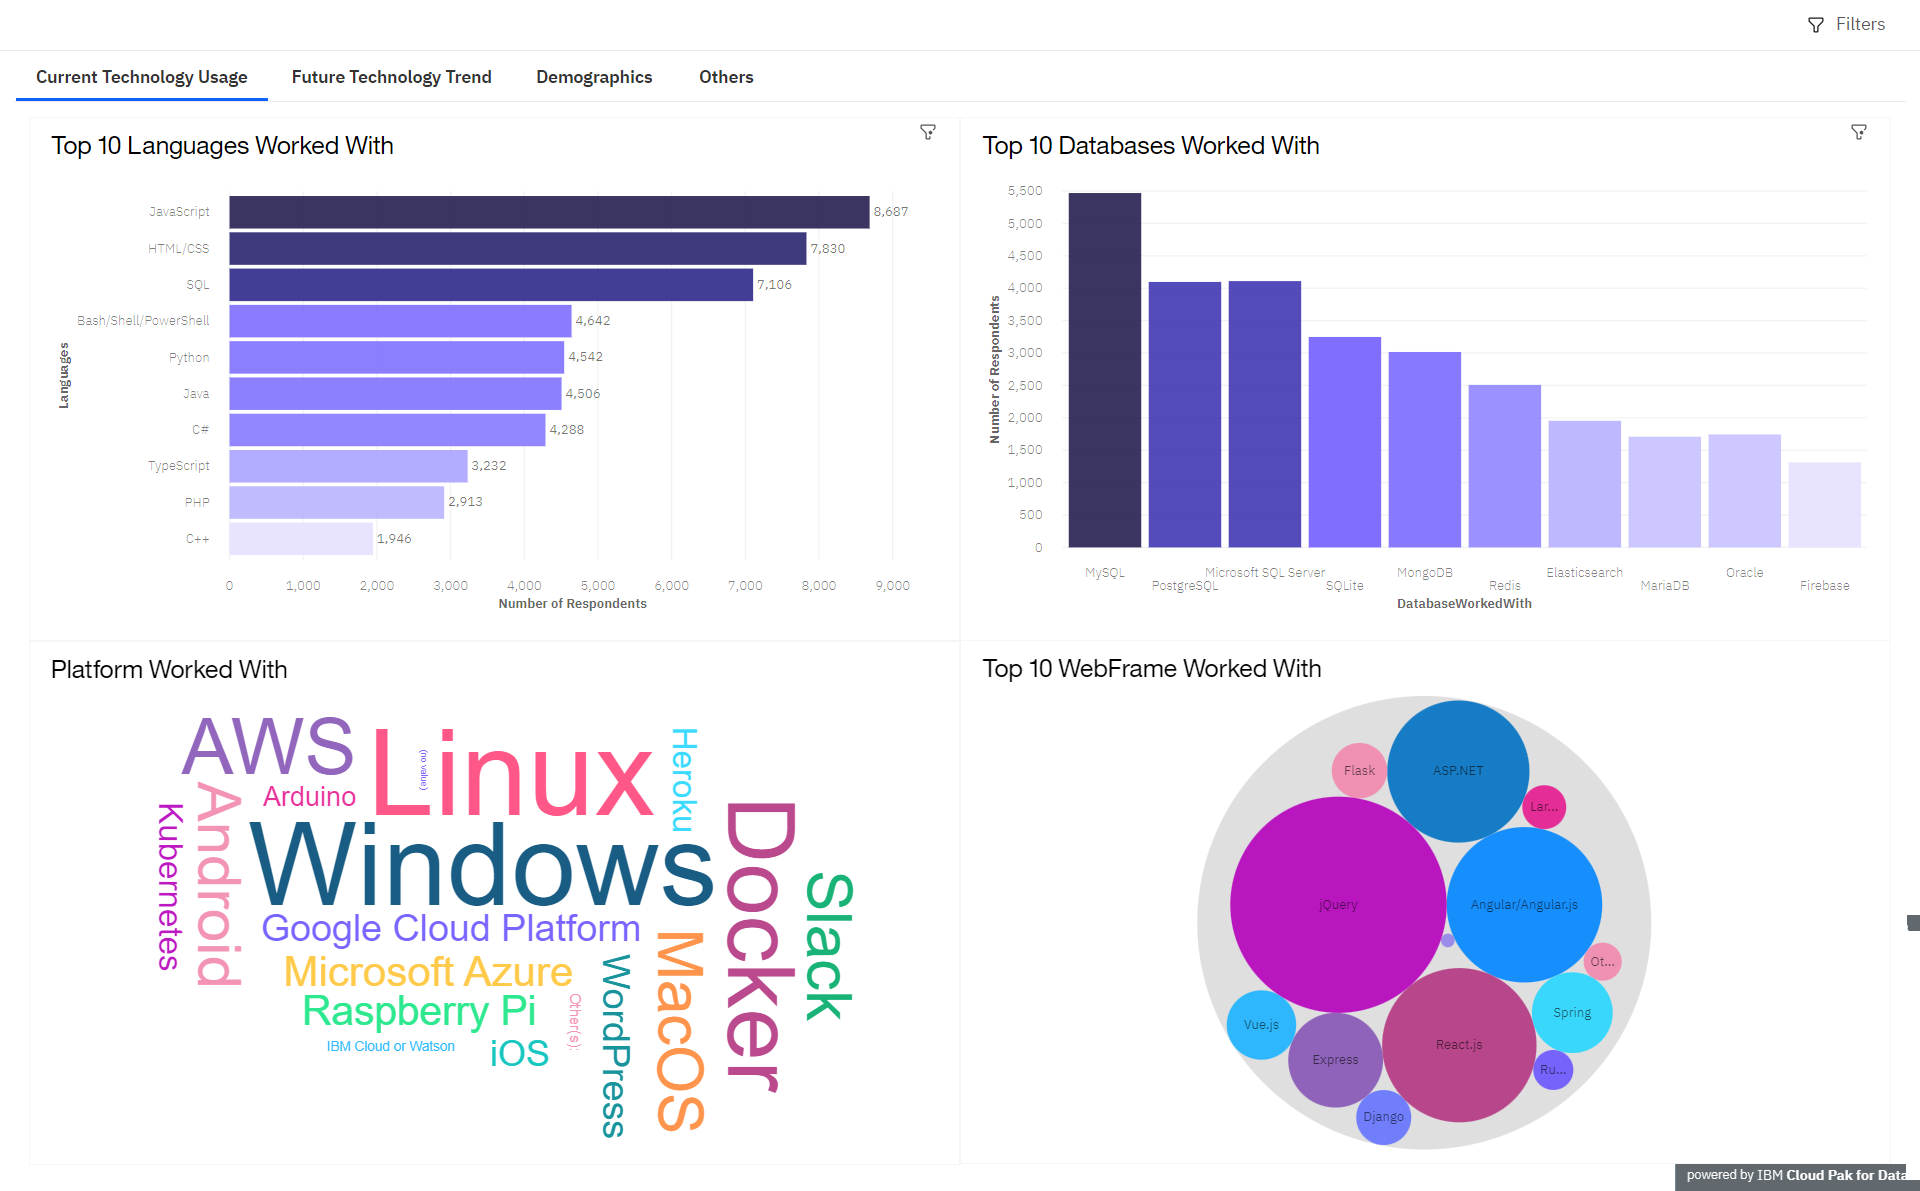 Filters
Current Technology Usage
Future Technology Trend
Demographics
Others
Top 10 Languages Worked With
Languages
JavaScript
8,687
HTML/CSS
7,830
SQL
7,106
Bash/Shell/PowerShell
4,642
Python
4,542
Java
4,506
C#
4,288
TypeScript
3,232
PHP
2,913
C++
1,946
0 1,000 2,000 3,000 4,000 5,000 6,000 7,000 8,000 9,000
Number of Respondents
Top 10 Databases Worked With
Number of Respondents
5,500
5,000
4,500
4,000
3,500
3,000
2,500
2,000
1,500
1,000
500
0
MySQL
PostgreSQL
Microsoft SQL Server
SQLite
MongoDB
Redis
Elasticsearch
MariaDB
Oracle
Firebase
DatabaseWorkedWith
Platform Worked With
AWS
Linux
(no value)
Heroku
Arduino
Android
Kubernetes
Windows
Docker
Slack
Google Cloud Platform
Microsoft Azure
Raspberry Pi
Other(s):
WordPress
MacOS
IBM Cloud or Watson
iOS
Top 10 WebFrame Worked With
Flask
ASP.NET
Lar...
jQuery
Angular/Angular.js
Ot...
Spring
Vue.js
Express
React.js
Ru...
Django
powered by IBM Cloud Pak for Data